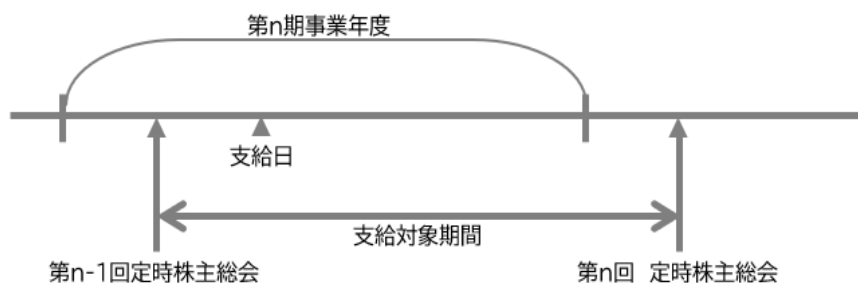 第n期事業年度
支給日
支給対象期間
第n-1回定時株主総会
第n回 定時株主総会